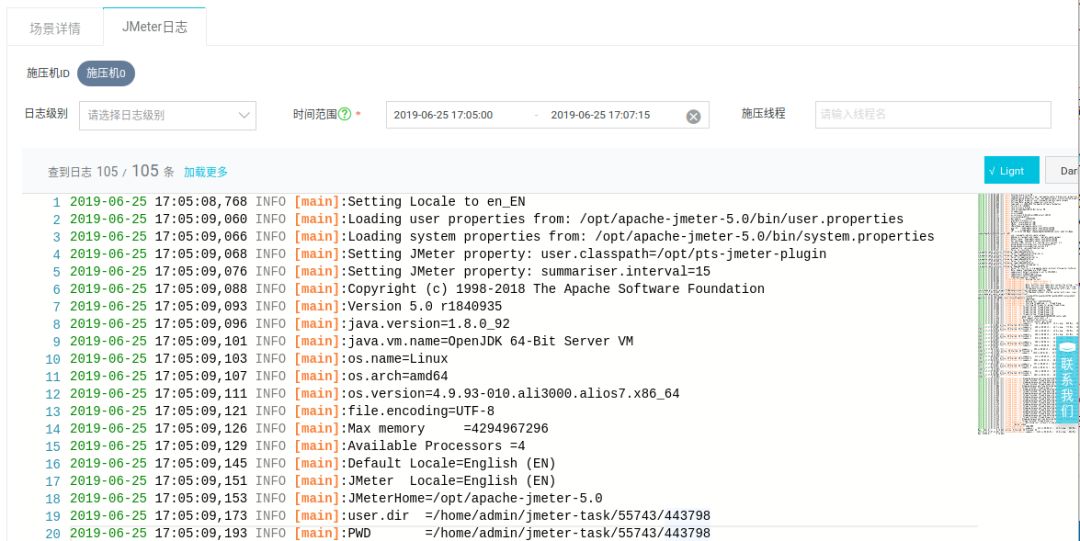 场景详情 JMeter日志
施压机ID 施压机0
日志级别 请选择日志级别 时间范围 ? * 2019-06-25 17:05:00 - 2019-06-25 17:07:15 施压线程 请输入线程名
查到日志 105 / 105 条 加载更多 √ Lignt Dar
1 2019-06-25 17:05:08,768 INFO [main]:Setting Locale to en_EN
2 2019-06-25 17:05:09,060 INFO [main]:Loading user properties from: /opt/apache-jmeter-5.0/bin/user.properties
3 2019-06-25 17:05:09,066 INFO [main]:Loading system properties from: /opt/apache-jmeter-5.0/bin/system.properties
4 2019-06-25 17:05:09,068 INFO [main]:Setting JMeter property: user.classpath=/opt/pts-jmeter-plugin
5 2019-06-25 17:05:09,076 INFO [main]:Setting JMeter property: summariser.interval=15
6 2019-06-25 17:05:09,088 INFO [main]:Copyright (c) 1998-2018 The Apache Software Foundation
7 2019-06-25 17:05:09,093 INFO [main]:Version 5.0 r1840935
8 2019-06-25 17:05:09,096 INFO [main]:java.version=1.8.0_92
9 2019-06-25 17:05:09,101 INFO [main]:java.vm.name=OpenJDK 64-Bit Server VM
10 2019-06-25 17:05:09,103 INFO [main]:os.name=Linux
11 2019-06-25 17:05:09,107 INFO [main]:os.arch=amd64
12 2019-06-25 17:05:09,111 INFO [main]:os.version=4.9.93-010.ali3000.alios7.x86_64
13 2019-06-25 17:05:09,121 INFO [main]:file.encoding=UTF-8
14 2019-06-25 17:05:09,126 INFO [main]:Max memory     =4294967296
15 2019-06-25 17:05:09,129 INFO [main]:Available Processors =4
16 2019-06-25 17:05:09,145 INFO [main]:Default Locale=English (EN)
17 2019-06-25 17:05:09,151 INFO [main]:JMeter  Locale=English (EN)
18 2019-06-25 17:05:09,153 INFO [main]:JMeterHome=/opt/apache-jmeter-5.0
19 2019-06-25 17:05:09,173 INFO [main]:user.dir  =/home/admin/jmeter-task/55743/443798
20 2019-06-25 17:05:09,193 INFO [main]:PWD       =/home/admin/jmeter-task/55743/443798
联系我们